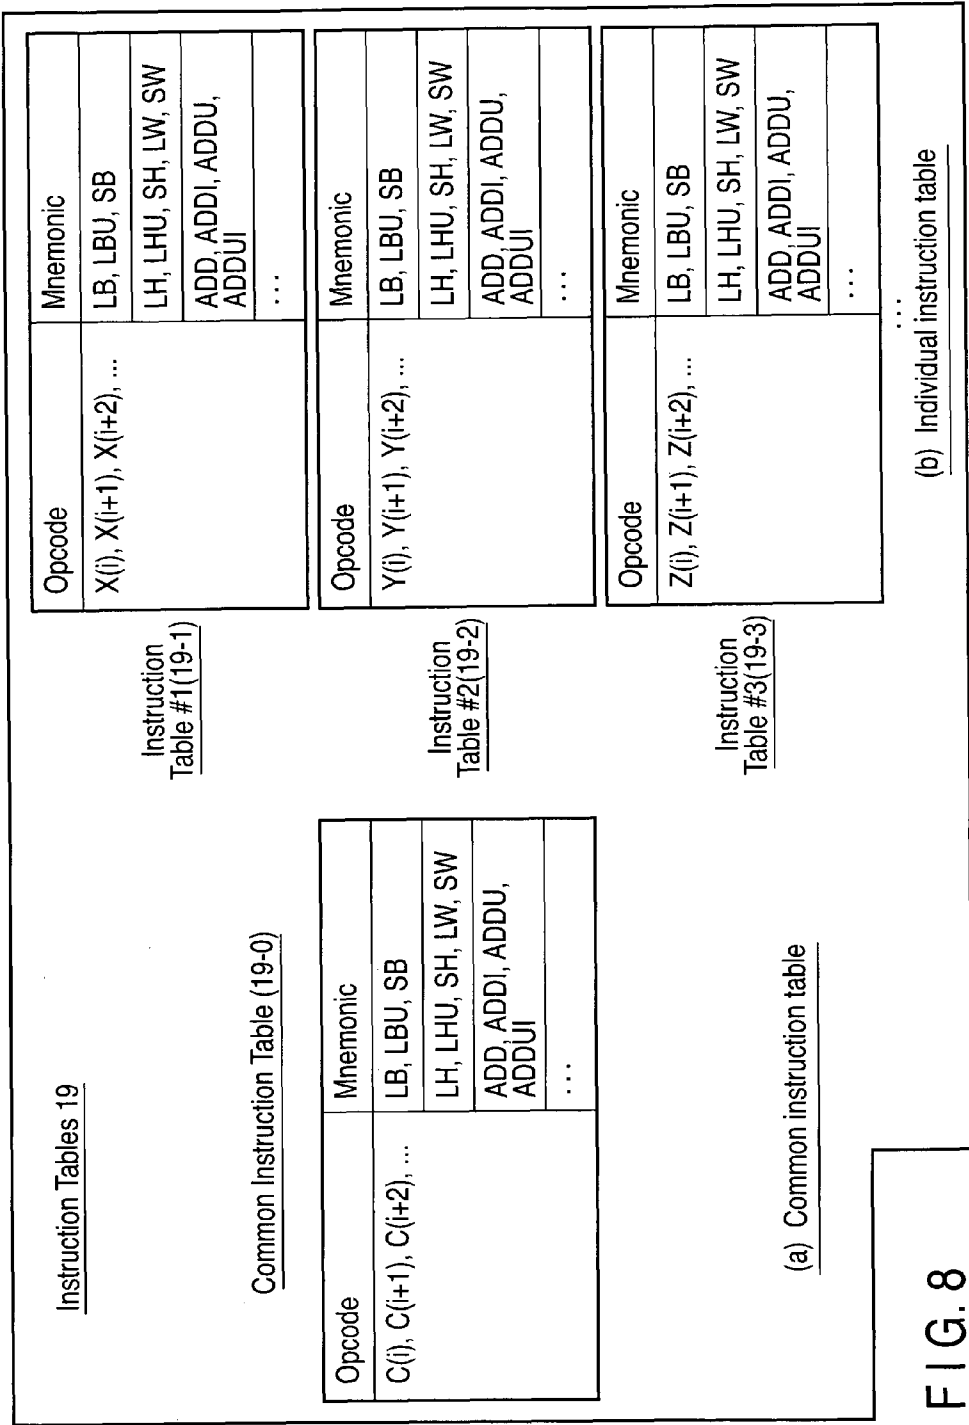 Instruction Tables 19
Common Instruction Table (19-0)
Opcode Mnemonic
C(i), C(i+1), C(i+2), ... LB, LBU, SB
LH, LHU, SH, LW, SW
ADD, ADDI, ADDU,
ADDUI
...
(a) Common instruction table
Instruction
Table #1(19-1)
Opcode Mnemonic
X(i), X(i+1), X(i+2), ... LB, LBU, SB
LH, LHU, SH, LW, SW
ADD, ADDI, ADDU,
ADDUI
...
Instruction
Table #2(19-2)
Opcode Mnemonic
Y(i), Y(i+1), Y(i+2), ... LB, LBU, SB
LH, LHU, SH, LW, SW
ADD, ADDI, ADDU,
ADDUI
...
Instruction
Table #3(19-3)
Opcode Mnemonic
Z(i), Z(i+1), Z(i+2), ... LB, LBU, SB
LH, LHU, SH, LW, SW
ADD, ADDI, ADDU,
ADDUI
...
...
(b) Individual instruction table
FIG. 8